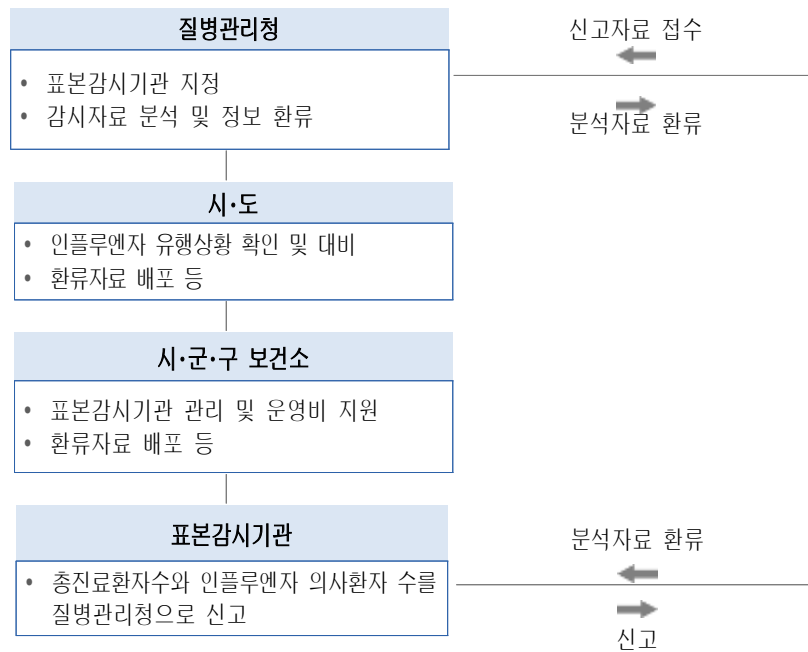 질병관리청
• 표본감시기관 지정
• 감시자료 분석 및 정보 환류
신고자료 접수
분석자료 환류
시·도
• 인플루엔자 유행상황 확인 및 대비
• 환류자료 배포 등
시·군·구 보건소
• 표본감시기관 관리 및 운영비 지원
• 환류자료 배포 등
표본감시기관
• 총진료환자수와 인플루엔자 의사환자 수를
질병관리청으로 신고
분석자료 환류
신고